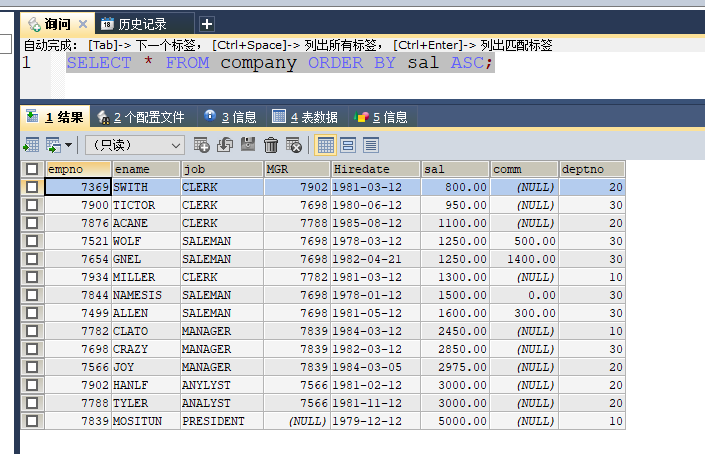 询问 历史记录
自动完成： [Tab]-> 下一个标签， [Ctrl+Space]-> 列出所有标签， [Ctrl+Enter]-> 列出匹配标签
1 SELECT * FROM company ORDER BY sal ASC;
1 结果 2 个配置文件 3 信息 4 表数据 5 信息
（只读）
empno ename job MGR Hiredate sal comm deptno
7369 SWITH CLERK 7902 1981-03-12 800.00 (NULL) 20
7900 TICTOR CLERK 7698 1980-06-12 950.00 (NULL) 30
7876 ACANE CLERK 7788 1985-08-12 1100.00 (NULL) 20
7521 WOLF SALEMAN 7698 1978-03-12 1250.00 500.00 30
7654 GNEL SALEMAN 7698 1982-04-21 1250.00 1400.00 30
7934 MILLER CLERK 7782 1981-03-12 1300.00 (NULL) 10
7844 NAMESIS SALEMAN 7698 1978-01-12 1500.00 0.00 30
7499 ALLEN SALEMAN 7698 1981-05-12 1600.00 300.00 30
7782 CLATO MANAGER 7839 1984-03-12 2450.00 (NULL) 10
7698 CRAZY MANAGER 7839 1982-03-12 2850.00 (NULL) 30
7566 JOY MANAGER 7839 1984-03-05 2975.00 (NULL) 20
7902 HANLF ANYLYST 7566 1981-02-12 3000.00 (NULL) 20
7788 TYLER ANALYST 7566 1981-11-12 3000.00 (NULL) 20
7839 MOSITUN PRESIDENT (NULL) 1979-12-12 5000.00 (NULL) 10